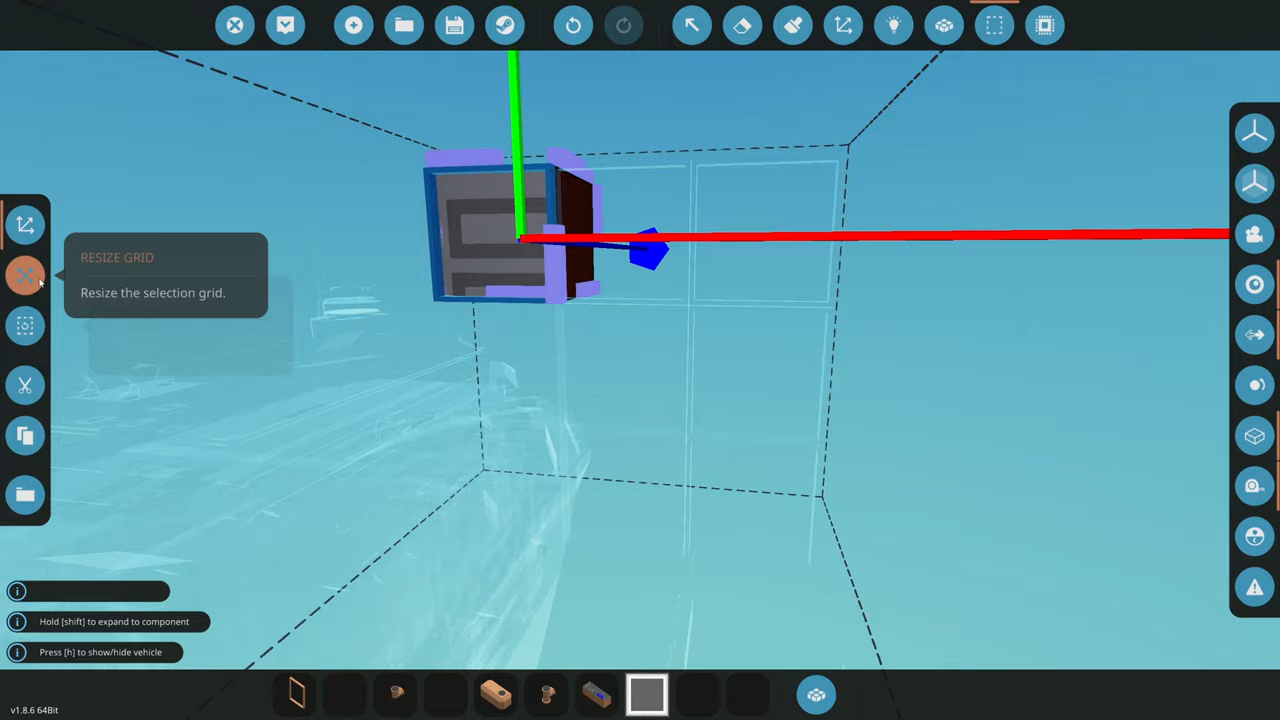 RESIZE GRID
Resize the selection grid.
Hold [shift] to expand to component
Press [h] to show/hide vehicle
v1.8.6 64Bit